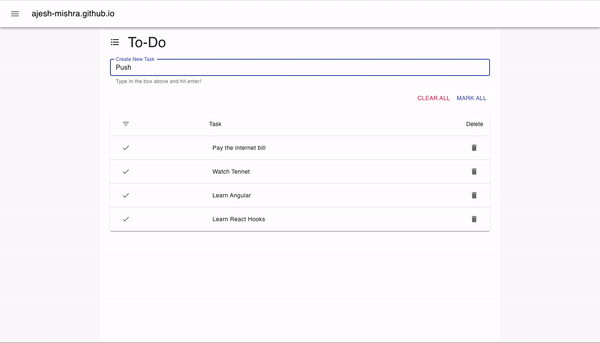 ajesh-mishra.github.io
To-Do
Create New Task
Push
Type in the box above and hit enter!
CLEAR ALL MARK ALL
Task Delete
Pay the internet bill
Watch Tennet
Learn Angular
Learn React Hooks